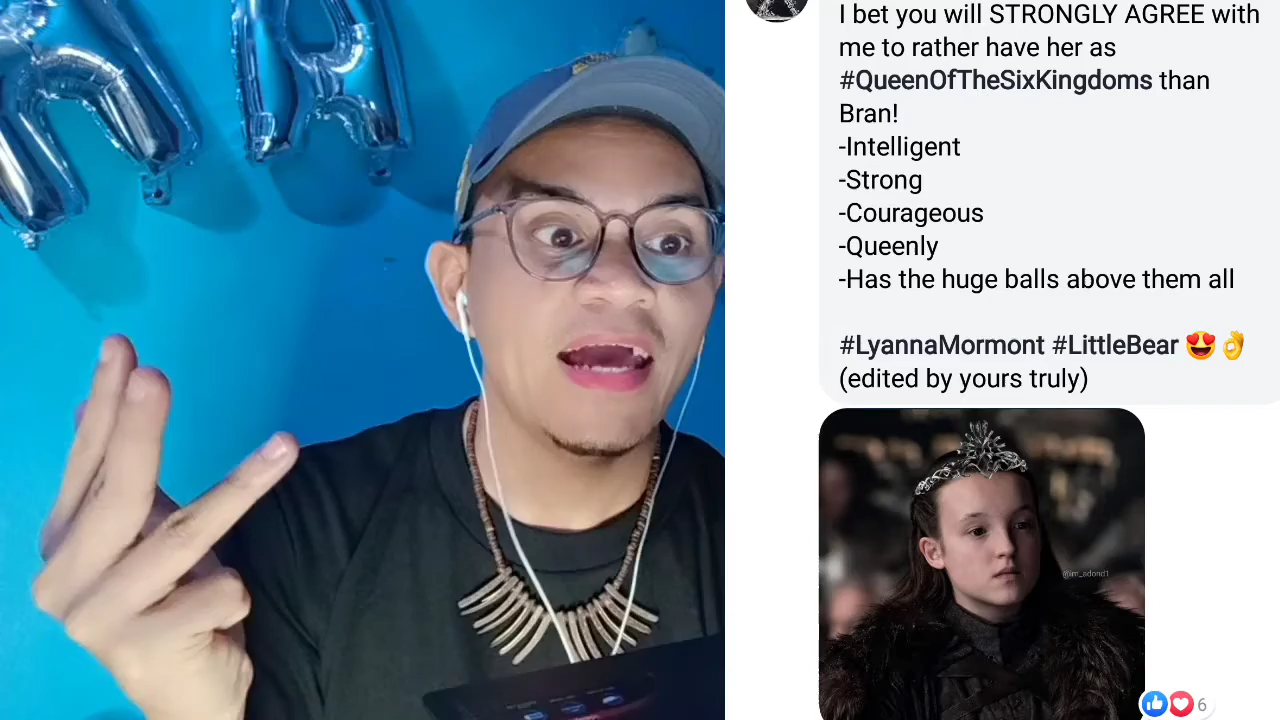 I bet you will STRONGLY AGREE with
me to rather have her as
#QueenOfTheSixKingdoms than
Bran!
-Intelligent
-Strong
-Courageous
-Queenly
-Has the huge balls above them all
#LyannaMormont #LittleBear 😍👌
(edited by yours truly)
@im_adond1
6